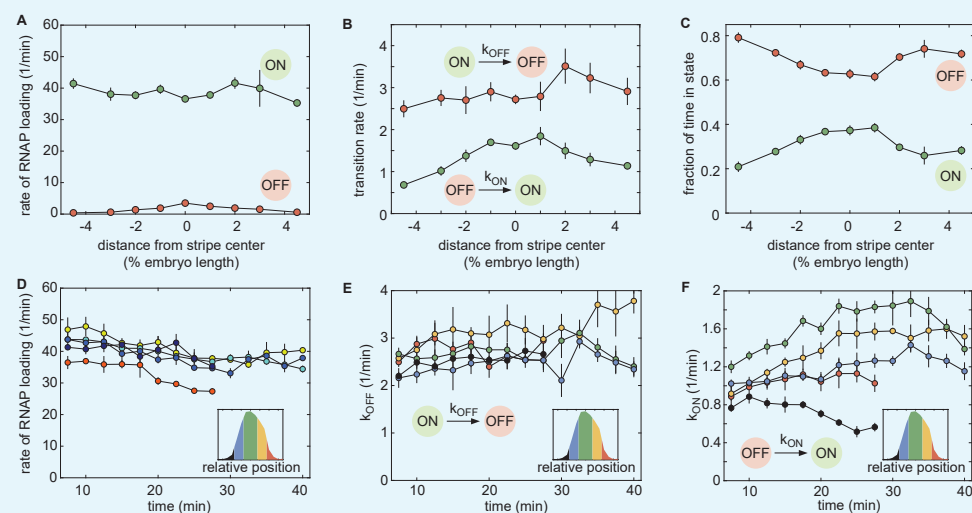 A
rate of RNAP loading (1/min)
60
50
40
30
20
10
0
ON
OFF
-4 -2 0 2 4
distance from stripe center
(% embryo length)
B
transition rate (1/min)
4
3
2
1
0
ON kOFF OFF
OFF kON ON
-4 -2 0 2 4
distance from stripe center
(% embryo length)
C
fraction of time in state
0.8
0.6
0.4
0.2
0
OFF
ON
-4 -2 0 2 4
distance from stripe center
(% embryo length)
D
rate of RNAP loading (1/min)
60
50
40
30
20
10
0
relative position
10 20 30 40
time (min)
E
kOFF (1/min)
4
3
2
1
0
ON kOFF OFF
relative position
10 20 30 40
time (min)
F
kON (1/min)
2
1.6
1.2
0.8
0.4
0
OFF kON ON
relative position
10 20 30 40
time (min)